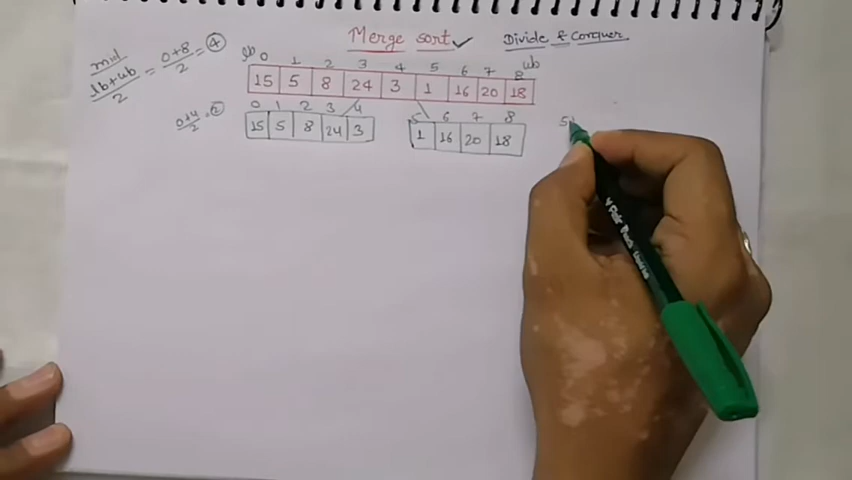 Merge sort ✓ Divide & Conquer
mid
lb+ub/2 = 0+8/2 = 4
lb 0 1 2 3 4 5 6 7 8 ub
15 5 8 24 3 1 16 20 18
0+4/2 = 2
0 1 2 3 4 5 6 7 8
15 5 8 24 3 1 16 20 18
5